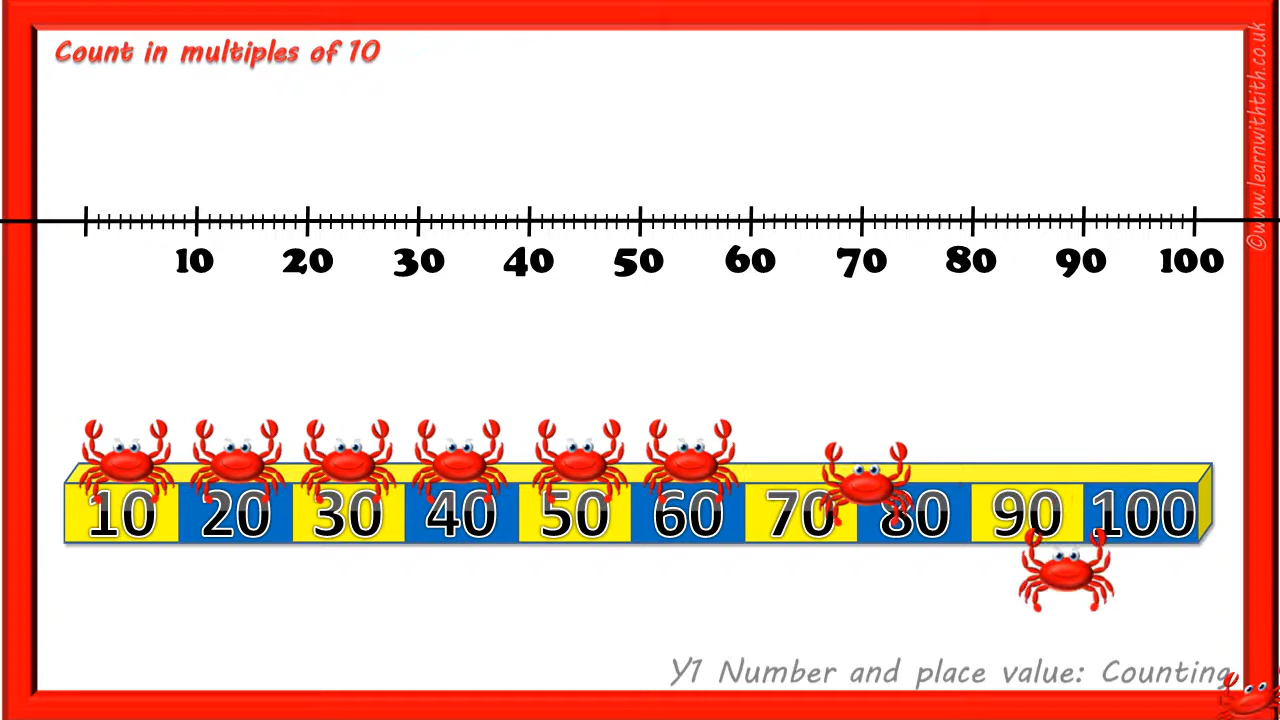 Count in multiples of 10
©www.learnwithtith.co.uk
10 20 30 40 50 60 70 80 90 100
10 20 30 40 50 60 70 80 90 100
Y1 Number and place value: Counting